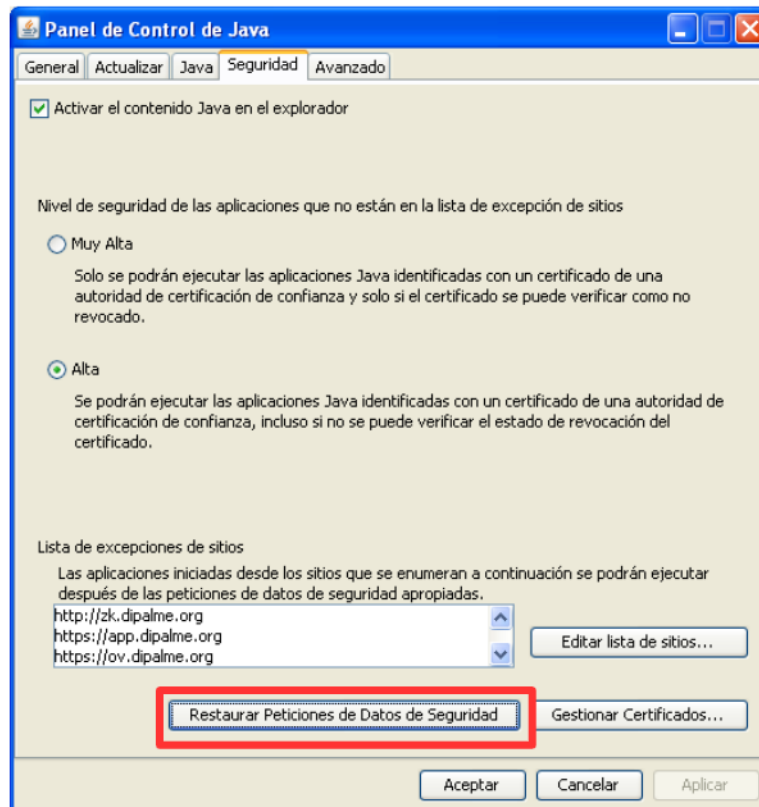 Panel de Control de Java
General Actualizar Java Seguridad Avanzado
Activar el contenido Java en el explorador
Nivel de seguridad de las aplicaciones que no están en la lista de excepción de sitios
Muy Alta
Solo se podrán ejecutar las aplicaciones Java identificadas con un certificado de una
autoridad de certificación de confianza y solo si el certificado se puede verificar como no
revocado.
Alta
Se podrán ejecutar las aplicaciones Java identificadas con un certificado de una autoridad de
certificación de confianza, incluso si no se puede verificar el estado de revocación del
certificado.
Lista de excepciones de sitios
Las aplicaciones iniciadas desde los sitios que se enumeran a continuación se podrán ejecutar
después de las peticiones de datos de seguridad apropiadas.
http://zk.dipalme.org
https://app.dipalme.org
https://ov.dipalme.org
Editar lista de sitios...
Restaurar Peticiones de Datos de Seguridad Gestionar Certificados...
Aceptar Cancelar Aplicar